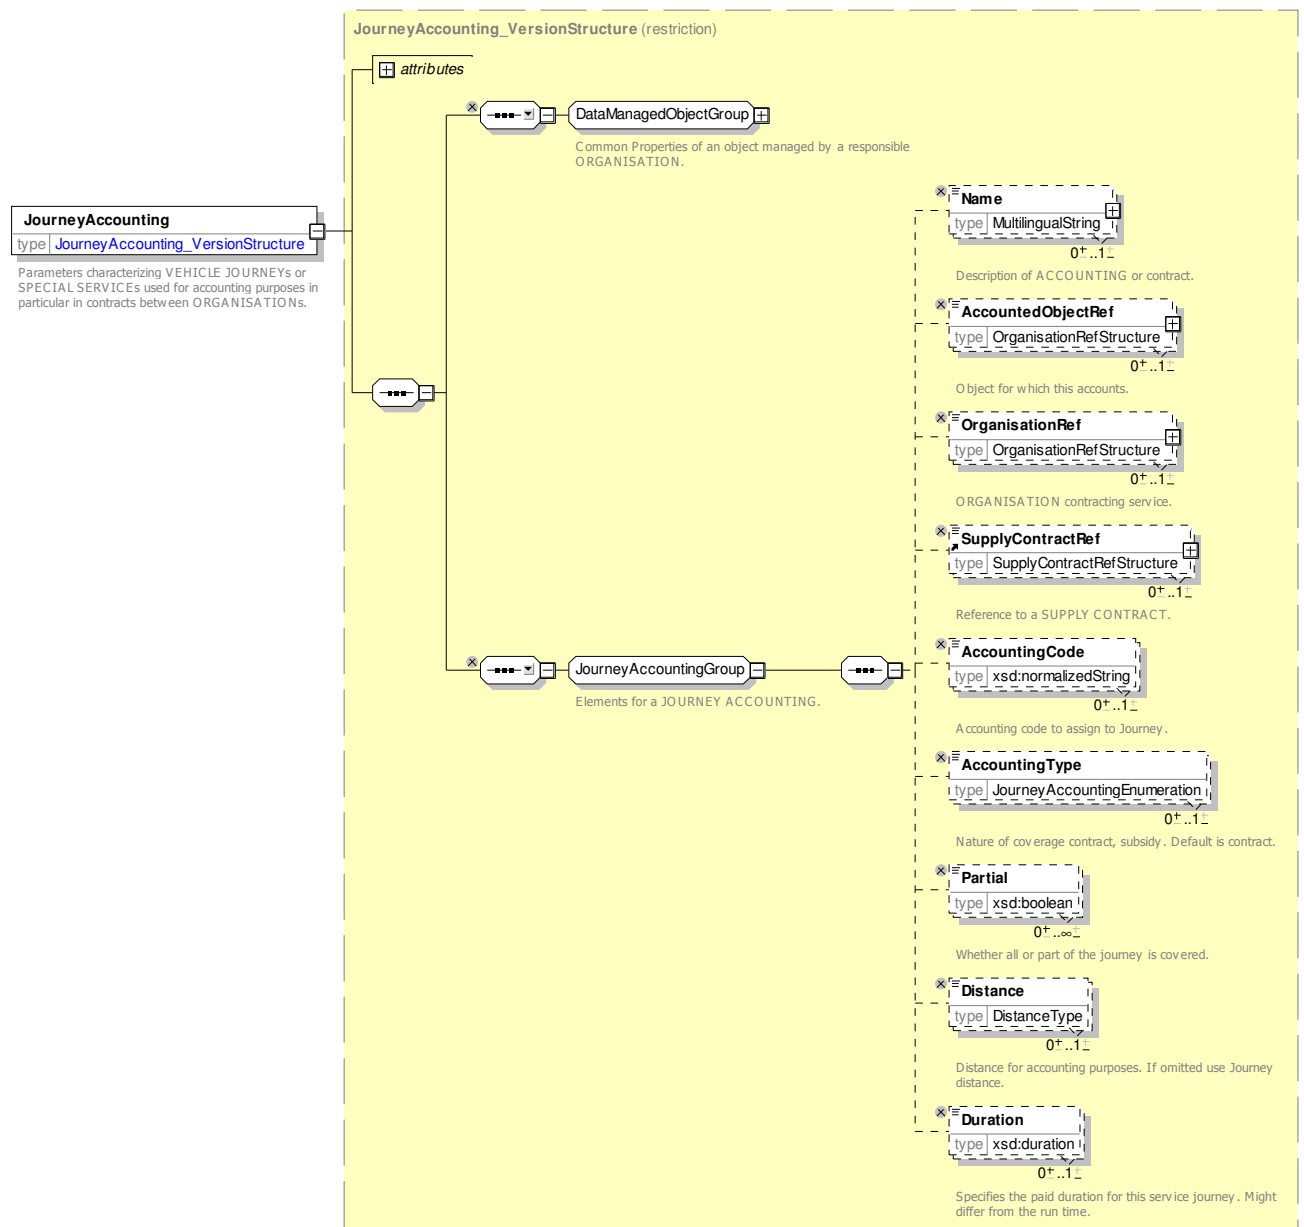 JourneyAccounting_VersionStructure (restriction)
attributes
DataManagedObjectGroup
Common Properties of an object managed by a responsible
ORGANISATION.
JourneyAccounting
type JourneyAccounting_VersionStructure
Parameters characterizing VEHICLE JOURNEYs or
SPECIAL SERVICEs used for accounting purposes in
particular in contracts between ORGANISATIONs.
Name
type MultilingualString
0..1
Description of ACCOUNTING or contract.
AccountedObjectRef
type OrganisationRefStructure
0..1
Object for which this accounts.
OrganisationRef
type OrganisationRefStructure
0..1
ORGANISATION contracting service.
SupplyContractRef
type SupplyContractRefStructure
0..1
Reference to a SUPPLY CONTRACT.
JourneyAccountingGroup
Elements for a JOURNEY ACCOUNTING.
AccountingCode
type xsd:normalizedString
0..1
Accounting code to assign to Journey.
AccountingType
type JourneyAccountingEnumeration
0..1
Nature of coverage contract, subsidy. Default is contract.
Partial
type xsd:boolean
0..∞
Whether all or part of the journey is covered.
Distance
type DistanceType
0..1
Distance for accounting purposes. If omitted use Journey
distance.
Duration
type xsd:duration
0..1
Specifies the paid duration for this service journey. Might
differ from the run time.